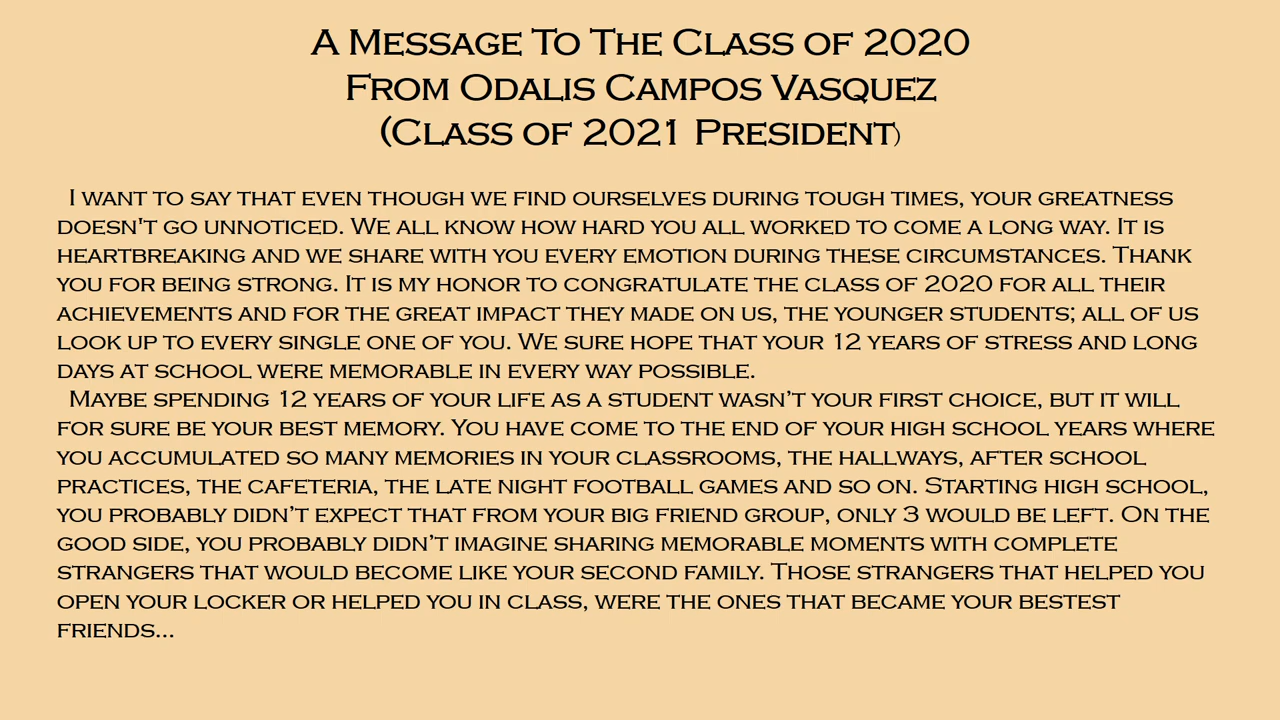 A Message To The Class of 2020
From Odalis Campos Vasquez
(Class of 2021 President)
I want to say that even though we find ourselves during tough times, your greatness
doesn't go unnoticed. We all know how hard you all worked to come a long way. It is
heartbreaking and we share with you every emotion during these circumstances. Thank
you for being strong. It is my honor to congratulate the class of 2020 for all their
achievements and for the great impact they made on us, the younger students; all of us
look up to every single one of you. We sure hope that your 12 years of stress and long
days at school were memorable in every way possible.
Maybe spending 12 years of your life as a student wasn’t your first choice, but it will
for sure be your best memory. You have come to the end of your high school years where
you accumulated so many memories in your classrooms, the hallways, after school
practices, the cafeteria, the late night football games and so on. Starting high school,
you probably didn’t expect that from your big friend group, only 3 would be left. On the
good side, you probably didn’t imagine sharing memorable moments with complete
strangers that would become like your second family. Those strangers that helped you
open your locker or helped you in class, were the ones that became your bestest
friends...